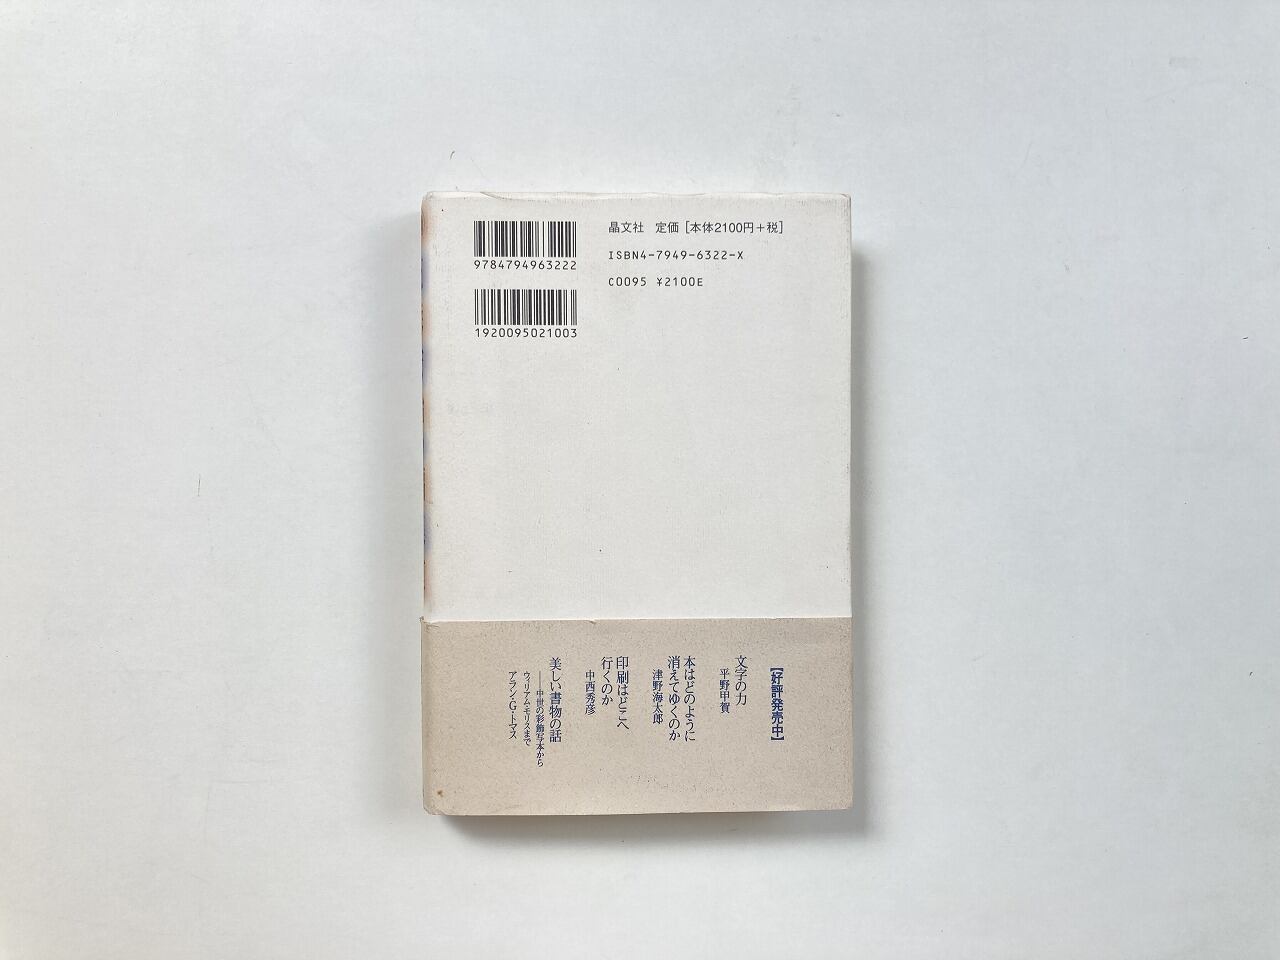 9784794963222
1920095021003
晶文社　定価 [本体2100円＋税]
ISBN4-7949-6322-X
C0095 ¥2100E
【好評発売中】
文字の力
平野甲賀
本はどのように
消えてゆくのか
津野海太郎
印刷はどこへ
行くのか
中西秀彦
美しい書物の話
――中世の彩飾写本から
ウィリアム・モリスまで
アラン・G・トマス